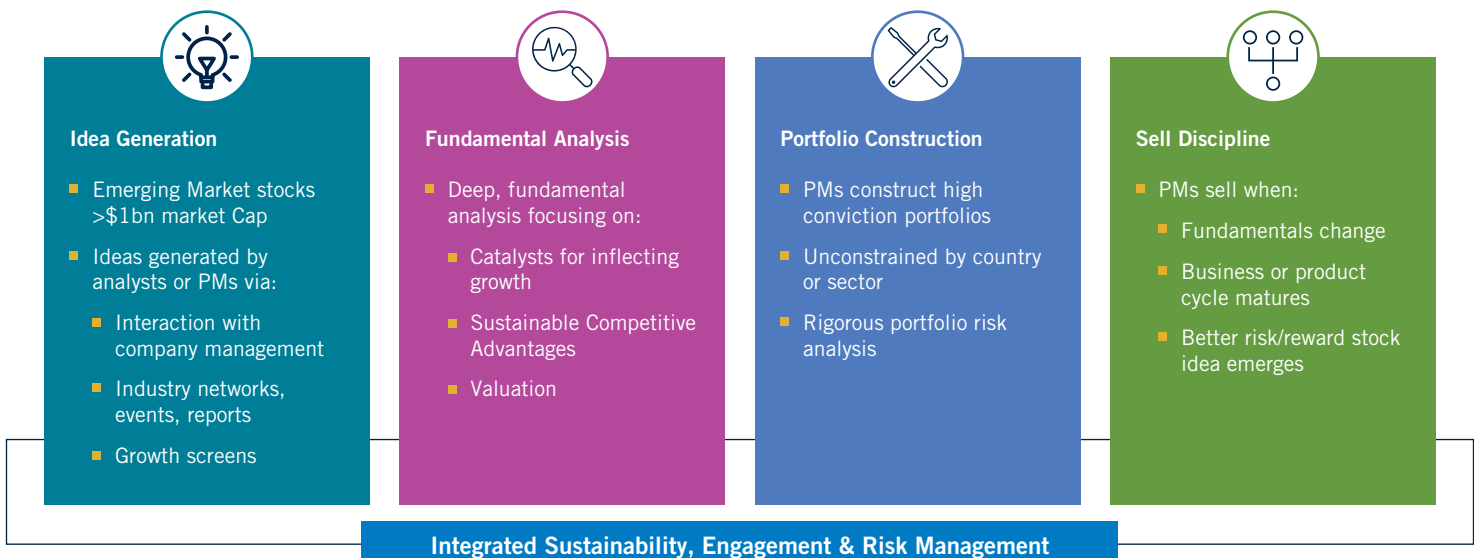 Idea Generation
Emerging Market stocks
>$1bn market Cap
Ideas generated by
analysts or PMs via:
Interaction with
company management
Industry networks,
events, reports
Growth screens
Fundamental Analysis
Deep, fundamental
analysis focusing on:
Catalysts for inflecting
growth
Sustainable Competitive
Advantages
Valuation
Portfolio Construction
PMs construct high
conviction portfolios
Unconstrained by country
or sector
Rigorous portfolio risk
analysis
Sell Discipline
PMs sell when:
Fundamentals change
Business or product
cycle matures
Better risk/reward stock
idea emerges
Integrated Sustainability, Engagement & Risk Management